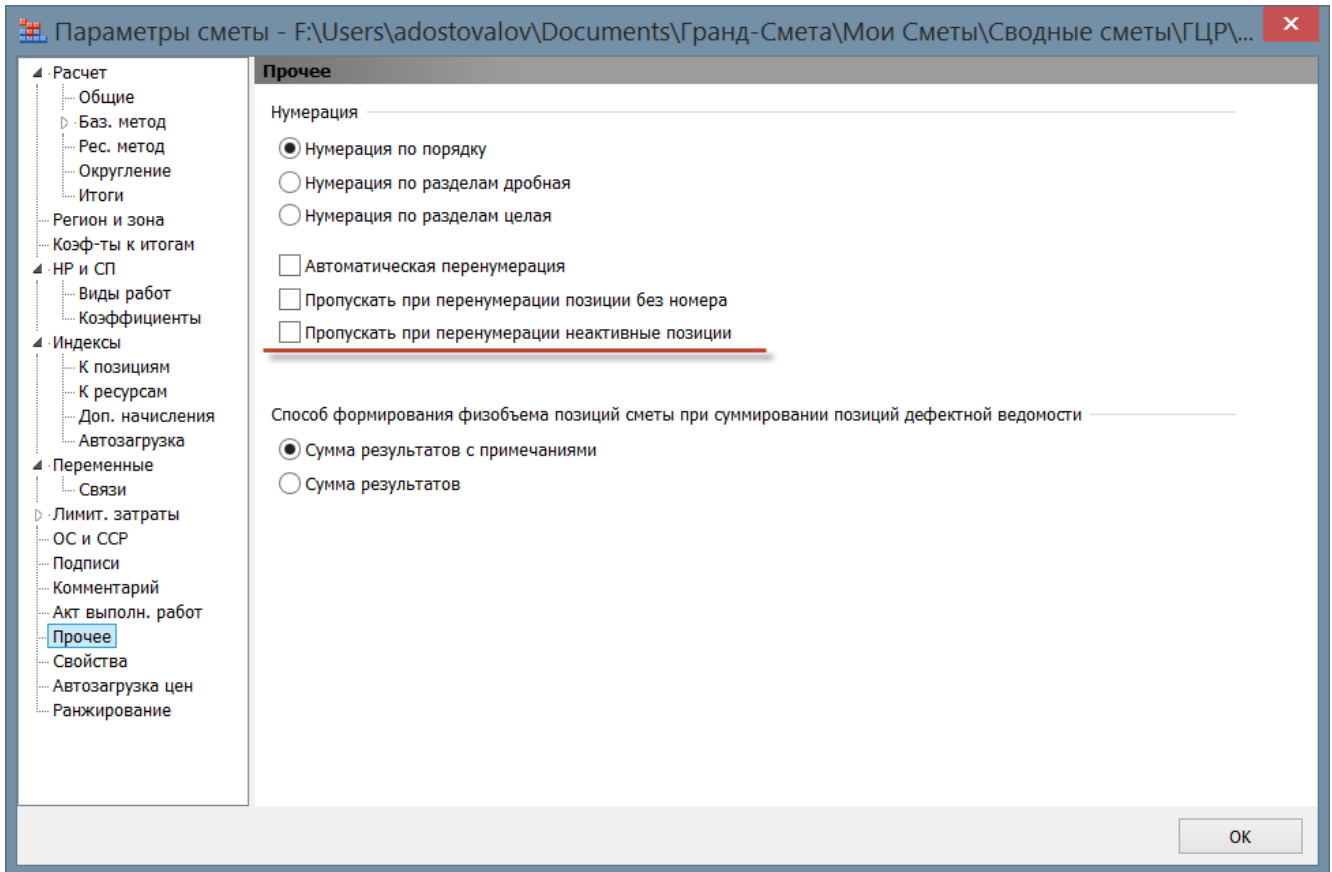 Параметры сметы - F:\Users\adostovalov\Documents\Гранд-Смета\Мои Сметы\Сводные сметы\ГЦР\...
Расчет
Общие
Баз. метод
Рес. метод
Округление
Итоги
Регион и зона
Коэф-ты к итогам
НР и СП
Виды работ
Коэффициенты
Индексы
К позициям
К ресурсам
Доп. начисления
Автозагрузка
Переменные
Связи
Лимит. затраты
ОС и ССР
Подписи
Комментарий
Акт выполн. работ
Прочее
Свойства
Автозагрузка цен
Ранжирование
Прочее
Нумерация
Нумерация по порядку
Нумерация по разделам дробная
Нумерация по разделам целая
Автоматическая перенумерация
Пропускать при перенумерации позиции без номера
Пропускать при перенумерации неактивные позиции
Способ формирования физобъема позиций сметы при суммировании позиций дефектной ведомости
Сумма результатов с примечаниями
Сумма результатов
ОК